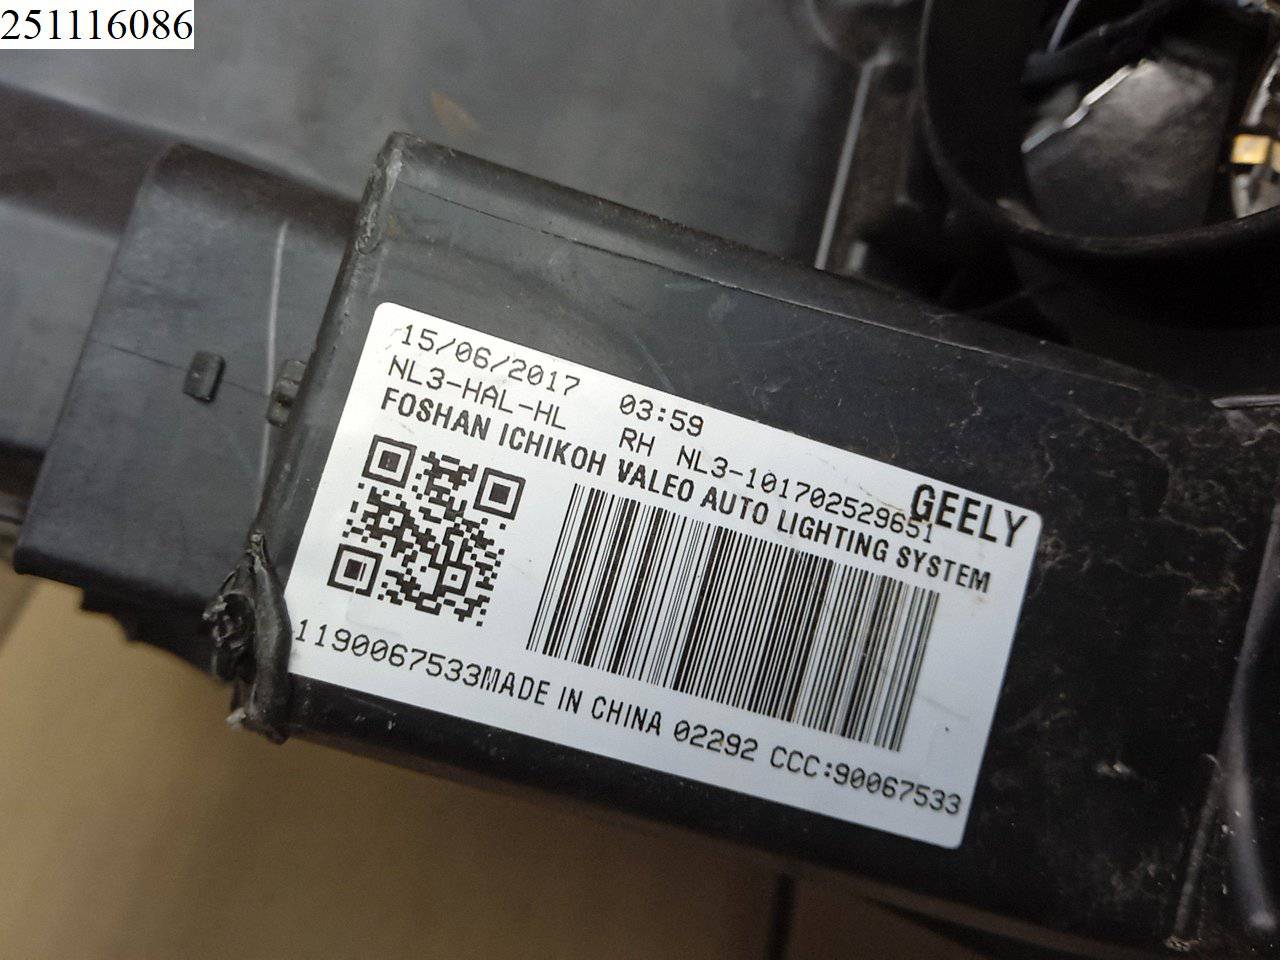 251116086
15/06/2017 03:59
NL3-HAL-HL RH NL3-101702529651
GEELY
FOSHAN ICHIKOH VALEO AUTO LIGHTING SYSTEM
1190067533MADE IN CHINA 02292 CCC:90067533